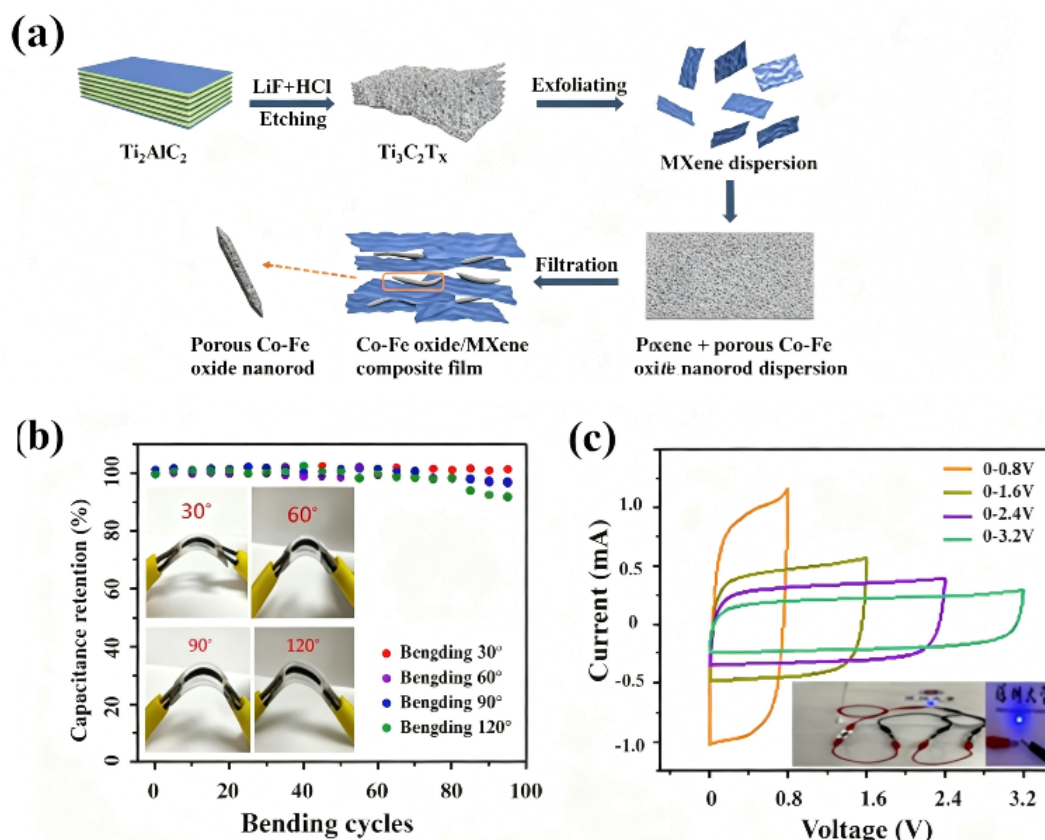 (a)
LiF+HCl
Etching
Exfoliating
Ti₂AlC₂
Ti₃C₂Tₓ
MXene dispersion
Filtration
Porous Co-Fe
oxide nanorod
Co-Fe oxide/MXene
composite film
Pixene + porous Co-Fe
oxide nanorod dispersion
(b)
Capacitance retention (%)
100
80
60
40
20
0
30°
60°
90°
120°
Bengding 30°
Bengding 60°
Bengding 90°
Bengding 120°
0
20
40
60
80
100
Bending cycles
(c)
Current (mA)
1.0
0.5
0
-0.5
-1.0
0-0.8V
0-1.6V
0-2.4V
0-3.2V
0
0.8
1.6
2.4
3.2
Voltage (V)